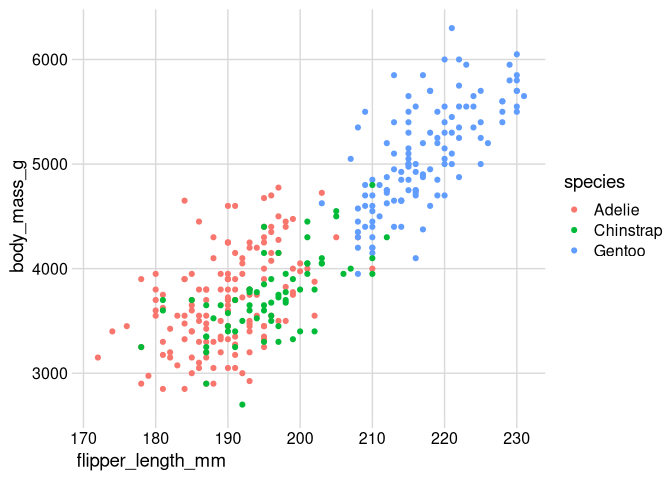 6000
5000
4000
3000
body_mass_g
170 180 190 200 210 220 230
flipper_length_mm
species
Adelie
Chinstrap
Gentoo